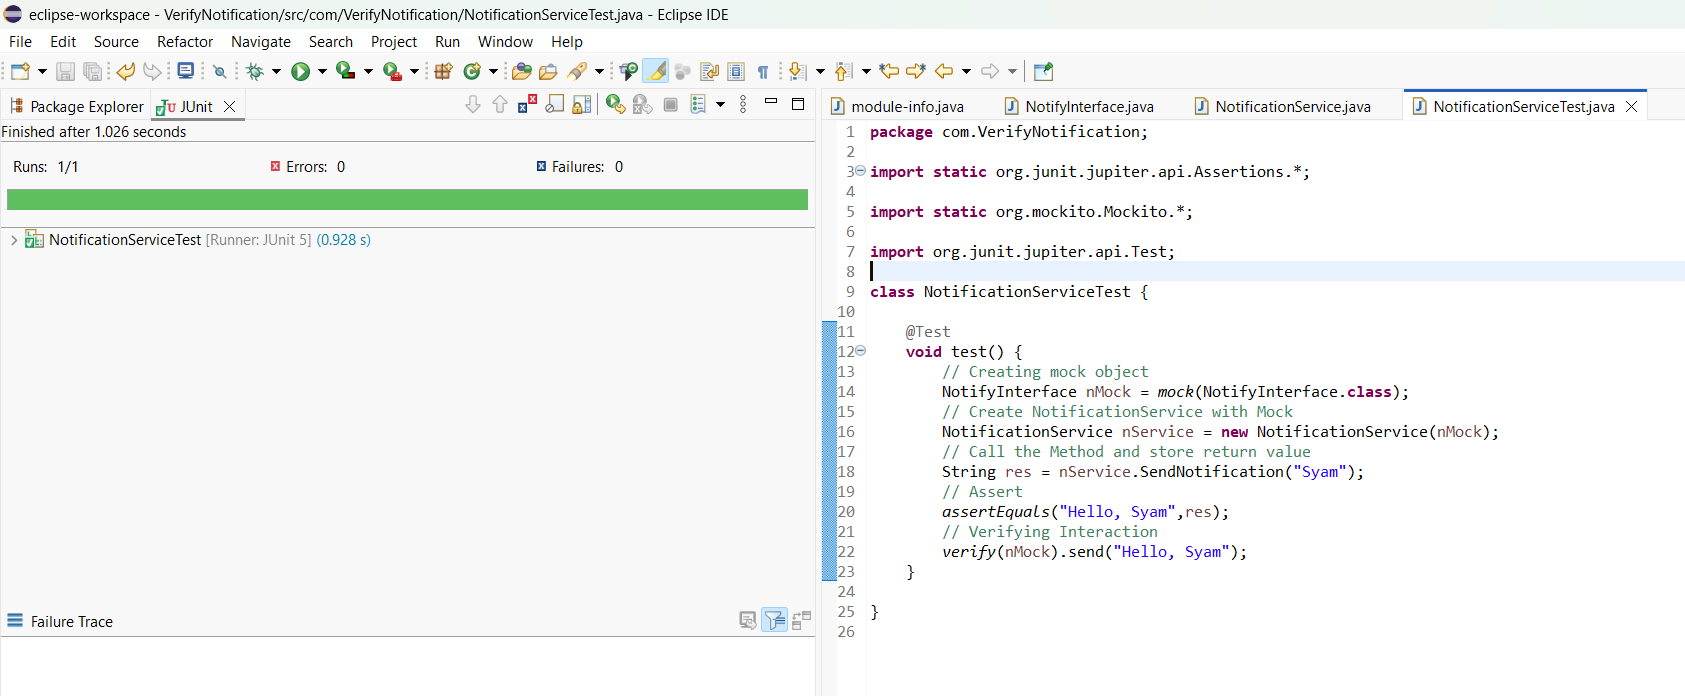 eclipse-workspace - VerifyNotification/src/com/VerifyNotification/NotificationServiceTest.java - Eclipse IDE
File Edit Source Refactor Navigate Search Project Run Window Help
Package Explorer JUnit
Finished after 1.026 seconds
Runs: 1/1 Errors: 0 Failures: 0
NotificationServiceTest [Runner: JUnit 5] (0.928 s)
Failure Trace
module-info.java NotifyInterface.java NotificationService.java NotificationServiceTest.java
1 package com.VerifyNotification;
2
3 import static org.junit.jupiter.api.Assertions.*;
4
5 import static org.mockito.Mockito.*;
6
7 import org.junit.jupiter.api.Test;
8
9 class NotificationServiceTest {
10
11     @Test
12     void test() {
13         // Creating mock object
14         NotifyInterface nMock = mock(NotifyInterface.class);
15         // Create NotificationService with Mock
16         NotificationService nService = new NotificationService(nMock);
17         // Call the Method and store return value
18         String res = nService.SendNotification("Syam");
19         // Assert
20         assertEquals("Hello, Syam",res);
21         // Verifying Interaction
22         verify(nMock).send("Hello, Syam");
23     }
24
25 }
26